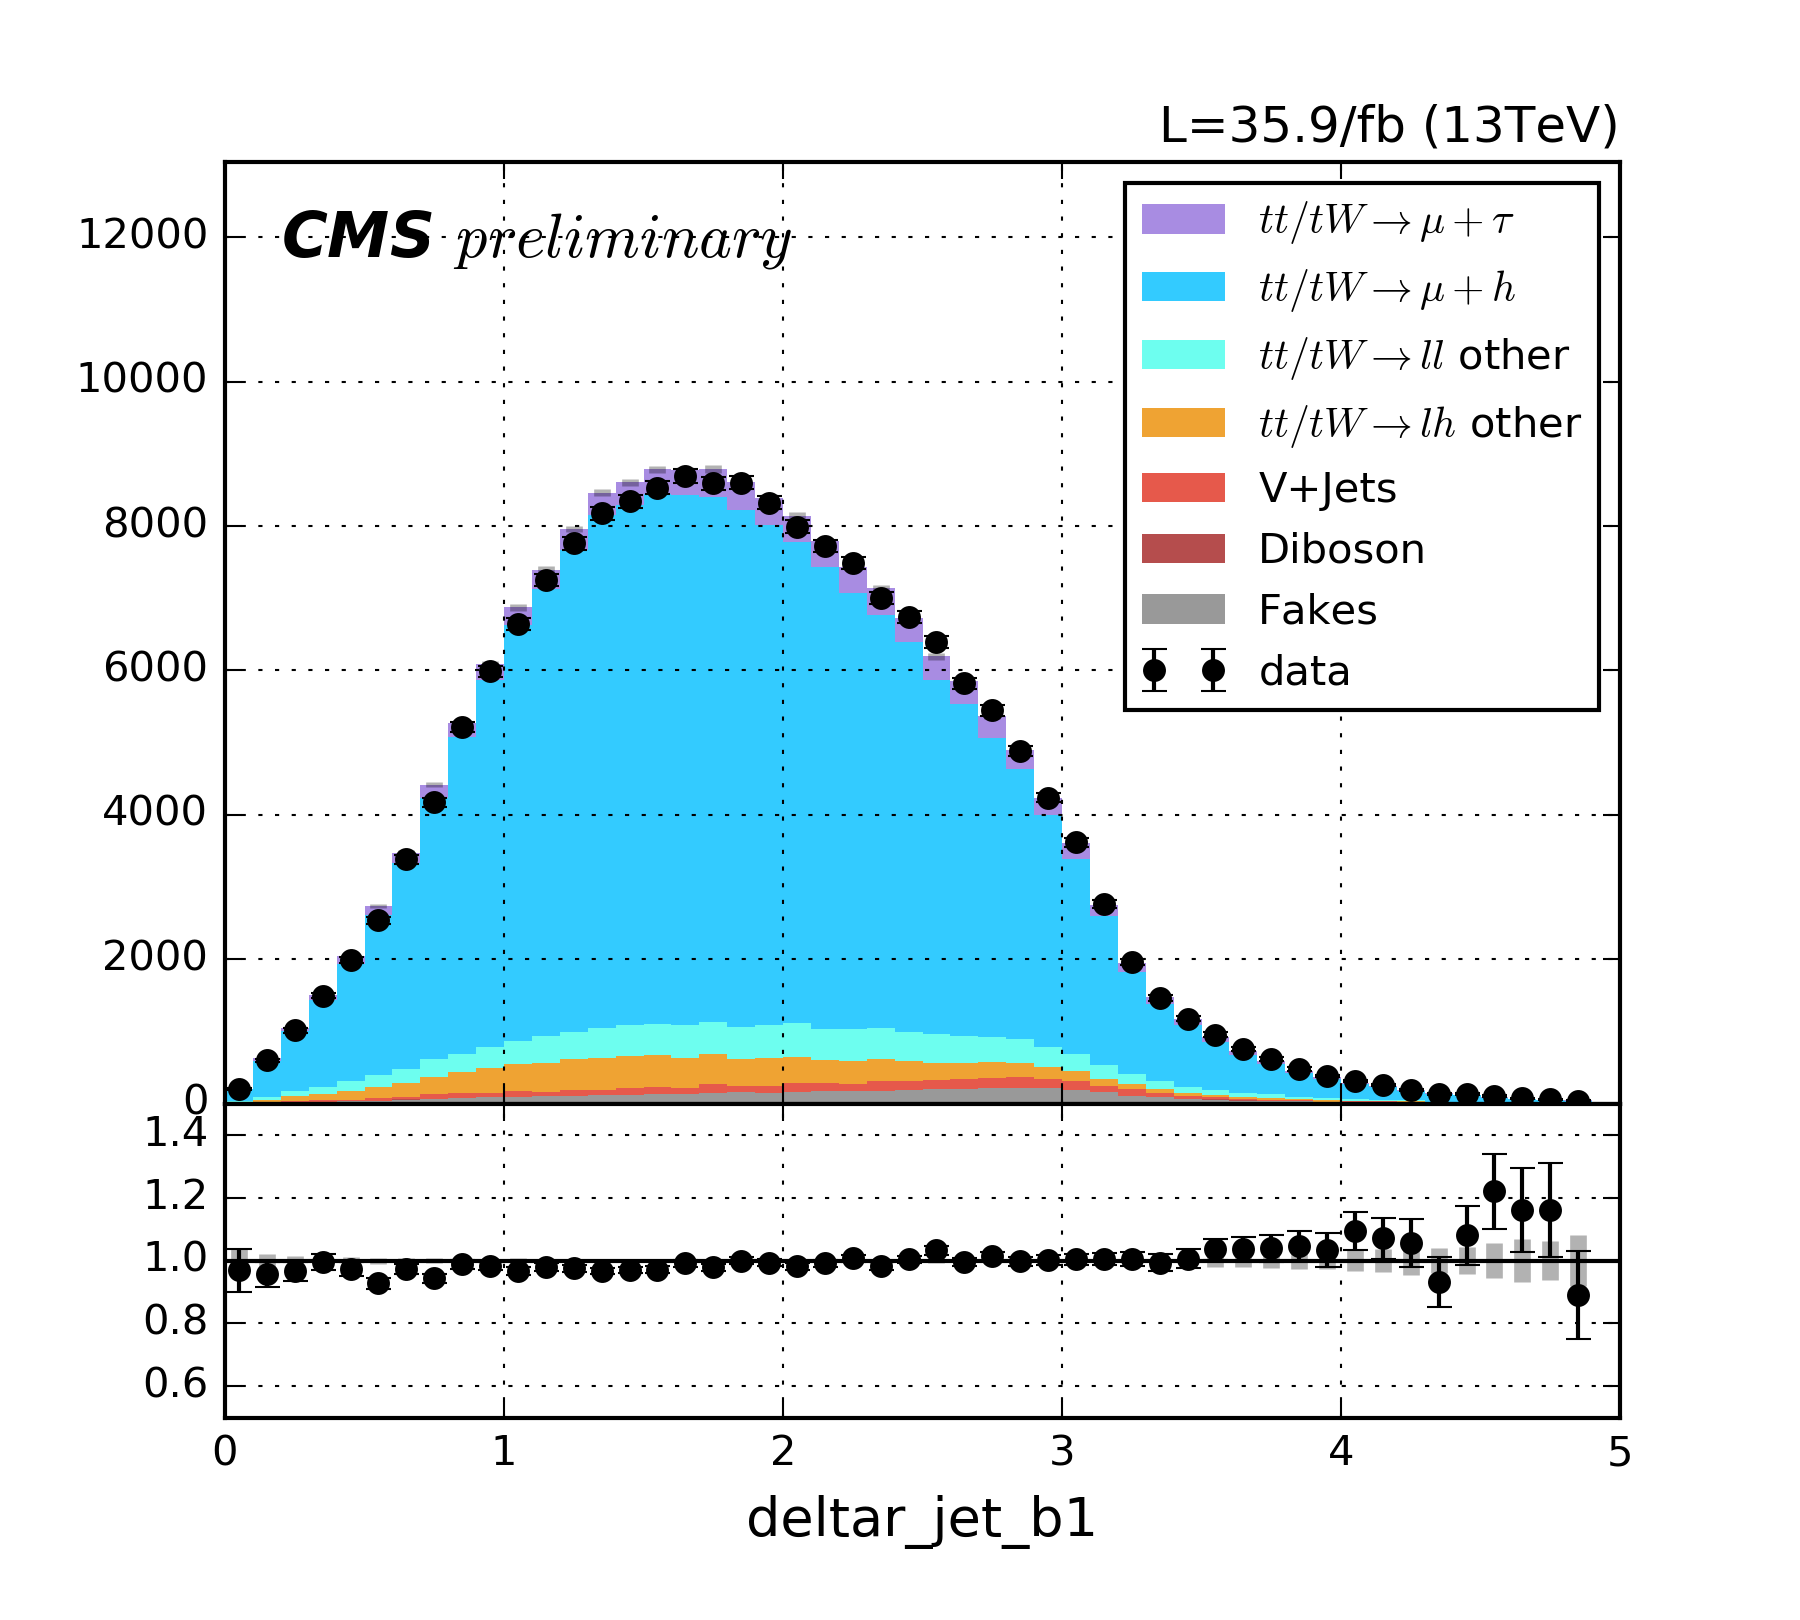 L=35.9/fb (13TeV)
CMS preliminary
12000
10000
8000
6000
4000
2000
0
tt/tW→μ+τ
tt/tW→μ+h
tt/tW→ll other
tt/tW→lh other
V+Jets
Diboson
Fakes
data
1.4
1.2
1.0
0.8
0.6
0 1 2 3 4 5
deltar_jet_b1